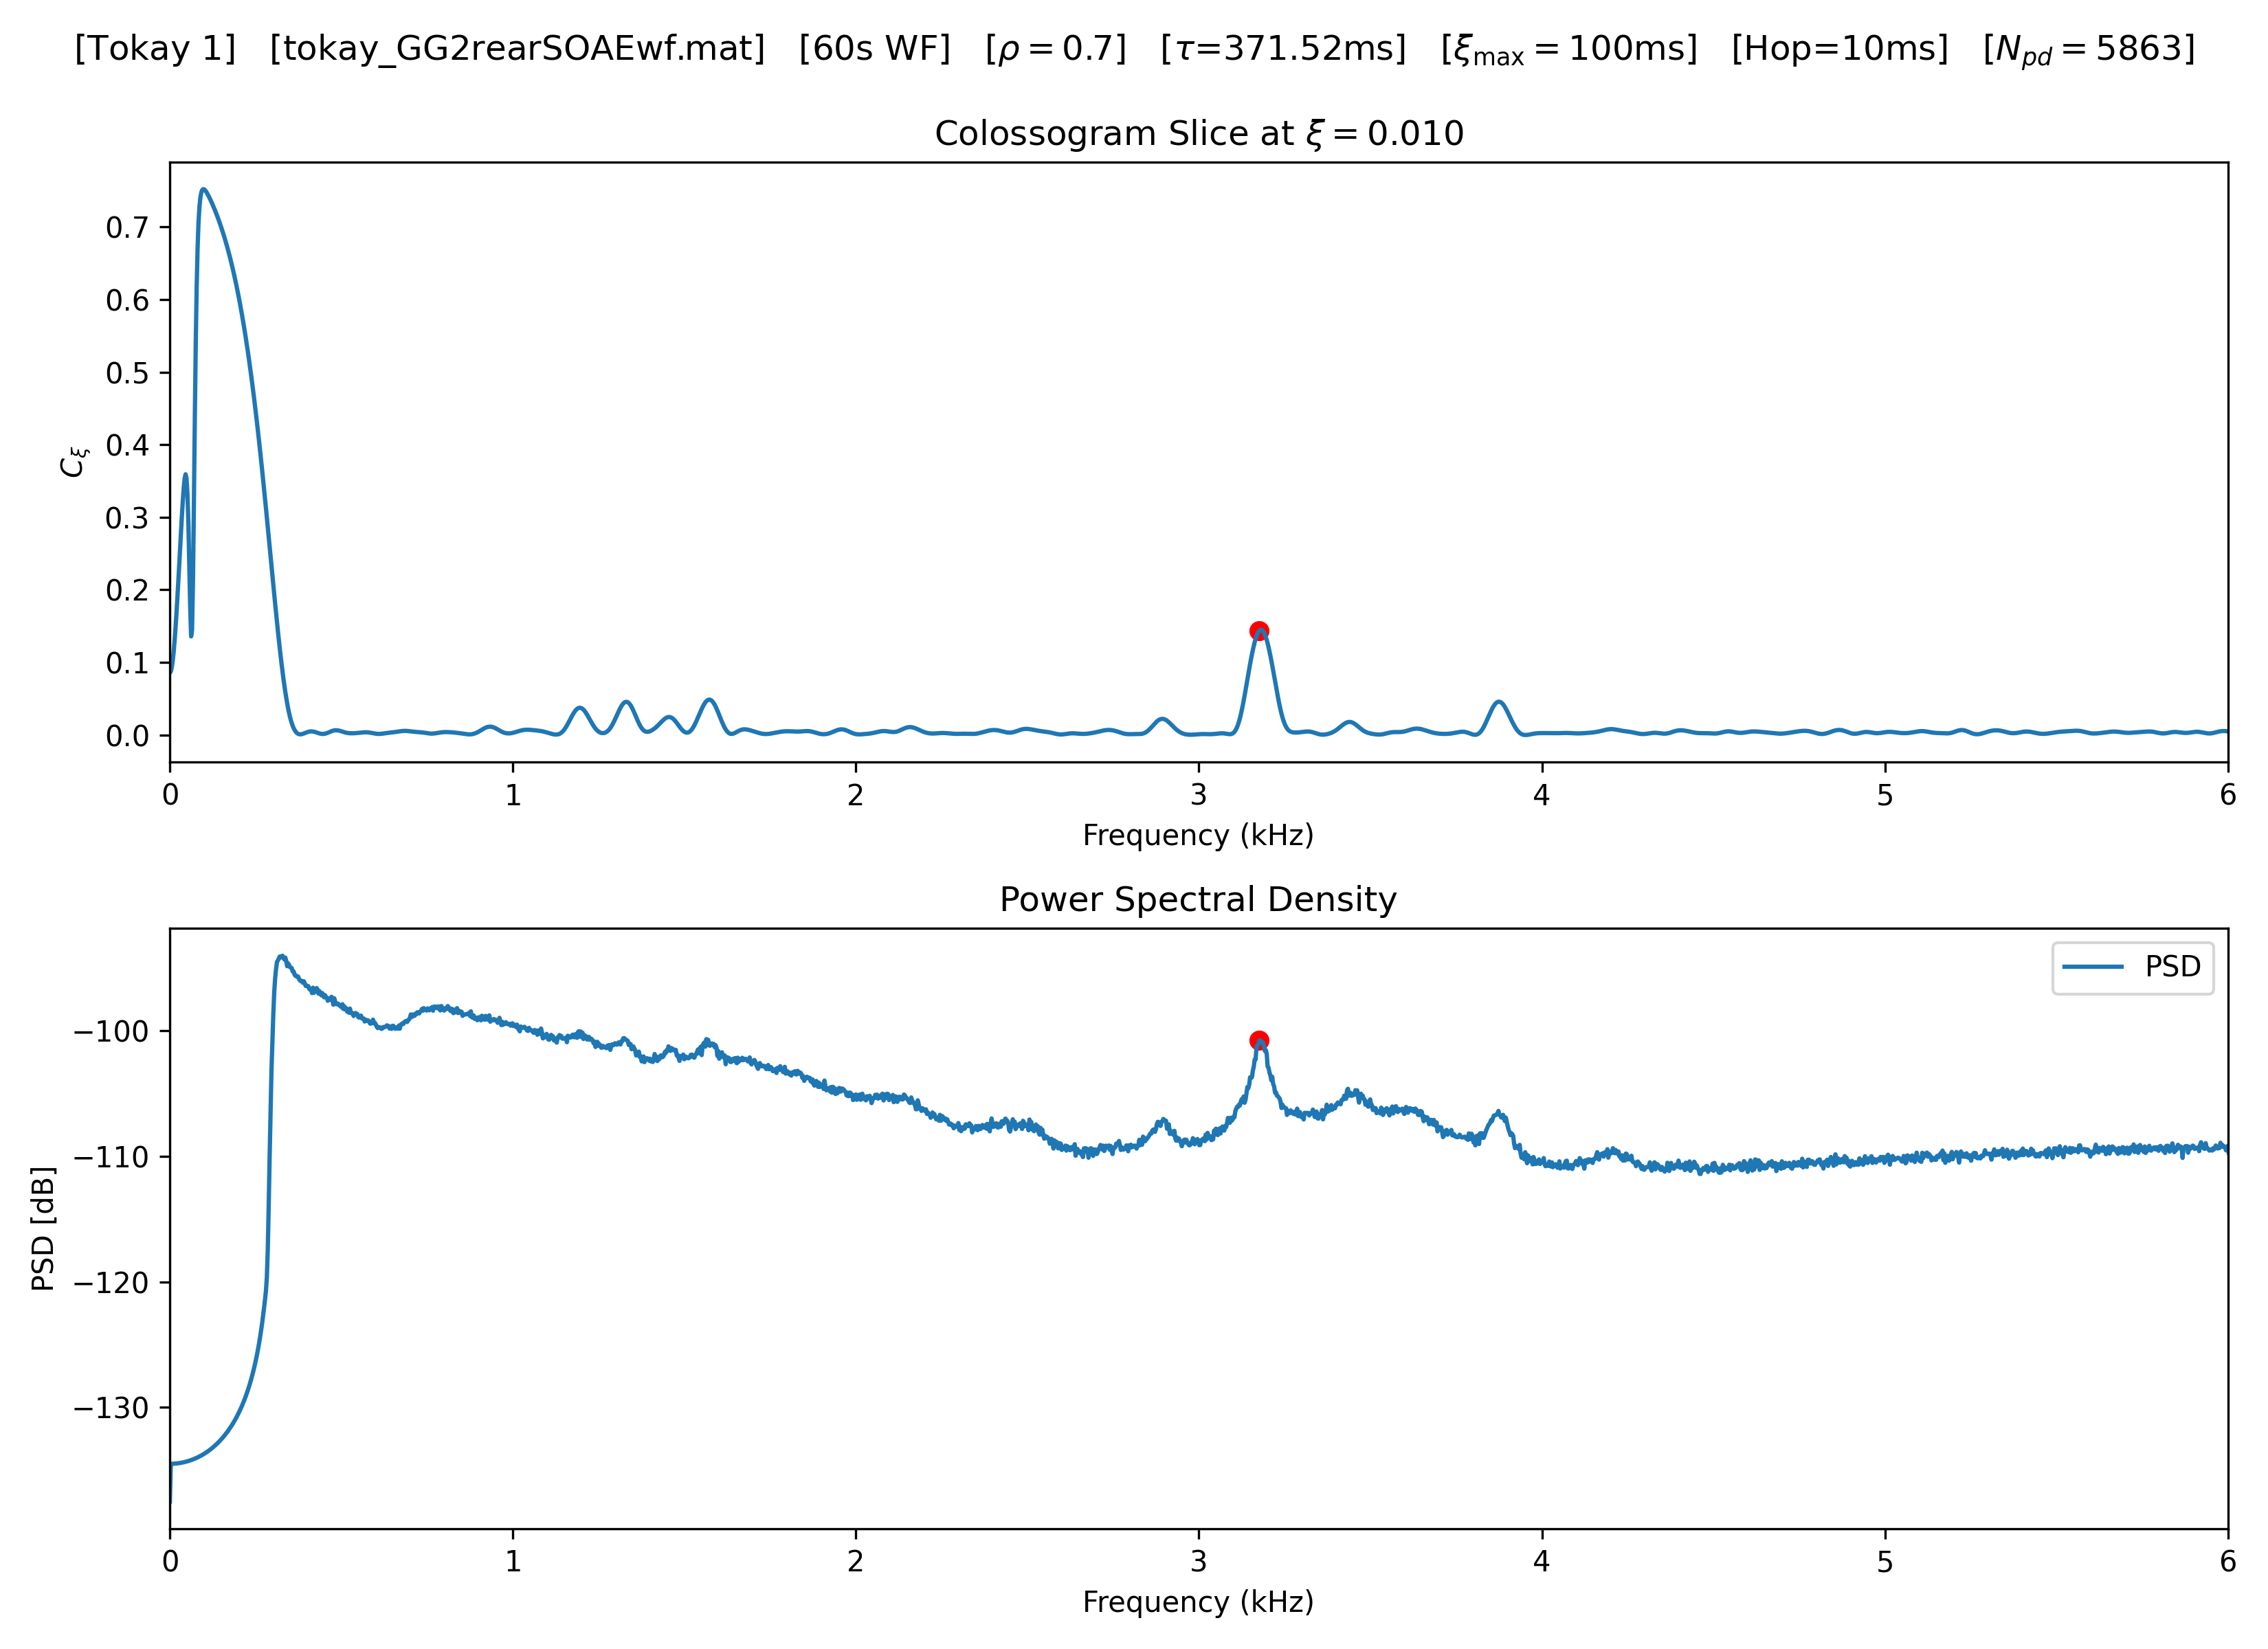 [Tokay 1] [tokay_GG2rearSOAEwf.mat] [60s WF] [ρ = 0.7] [τ=371.52ms] [ξmax = 100ms] [Hop=10ms] [Npd = 5863]
Colossogram Slice at ξ = 0.010
0.7
0.6
0.5
0.4
0.3
0.2
0.1
0.0
Cξ
0 1 2 3 4 5 6
Frequency (kHz)
Power Spectral Density
PSD
−100
−110
−120
−130
PSD [dB]
0 1 2 3 4 5 6
Frequency (kHz)